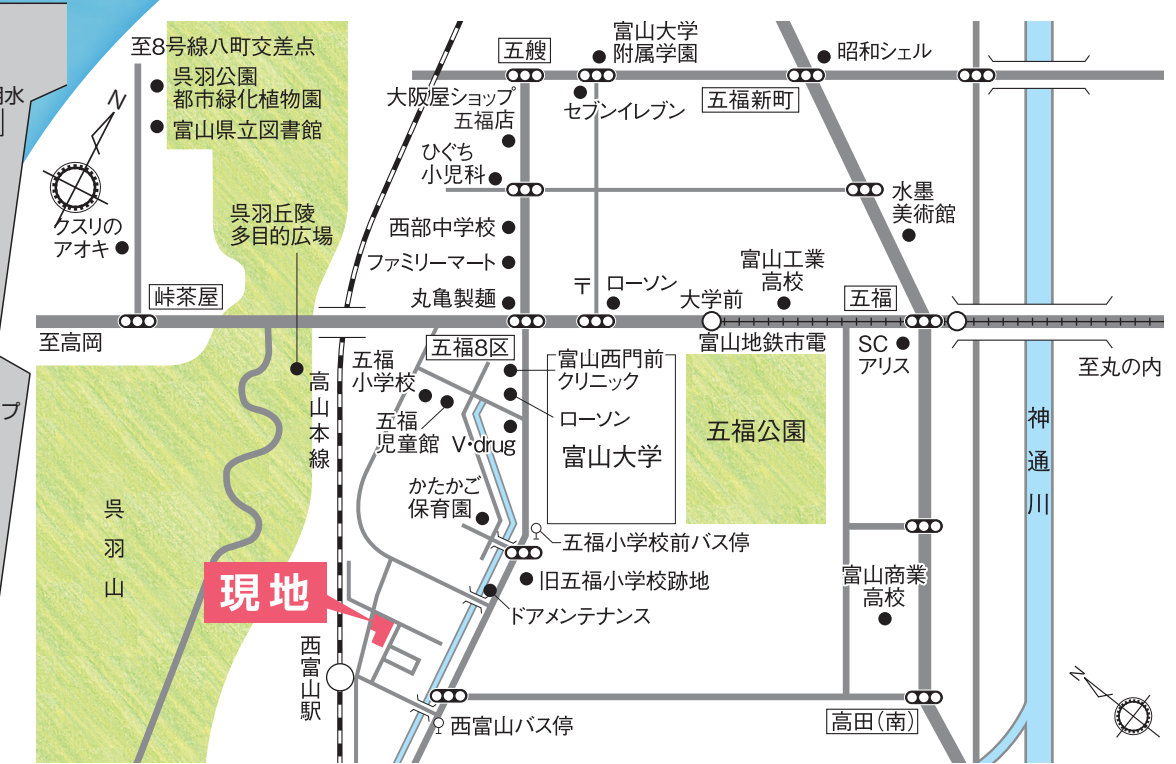 至8号線八町交差点
呉羽公園
都市緑化植物園
富山県立図書館
N
クスリの
アオキ
呉羽丘陵
多目的広場
峠茶屋
至高岡
五艘
富山大学
附属学園
昭和シェル
大阪屋ショップ
五福店
セブンイレブン
五福新町
ひぐち
小児科
水墨
美術館
西部中学校
ファミリーマート
丸亀製麺
〒
ローソン
大学前
富山工業
高校
五福
富山地鉄市電
SC
アリス
至丸の内
五福8区
五福
小学校
富山西門前
クリニック
高山本線
五福
児童館
V・drug
ローソン
富山大学
五福公園
神通川
かたかご
保育園
五福小学校前バス停
呉羽山
現地
旧五福小学校跡地
ドアメンテナンス
富山商業
高校
西富山駅
西富山バス停
高田（南）
N
水
プ